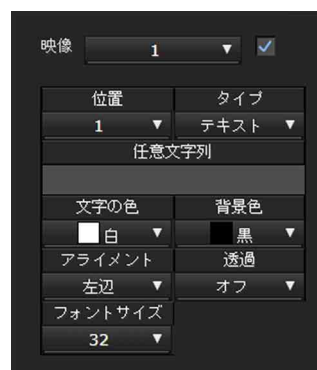 映像 1
位置 タイプ
1 テキスト
任意文字列
文字の色 背景色
白 黒
アライメント 透過
左辺 オフ
フォントサイズ
32